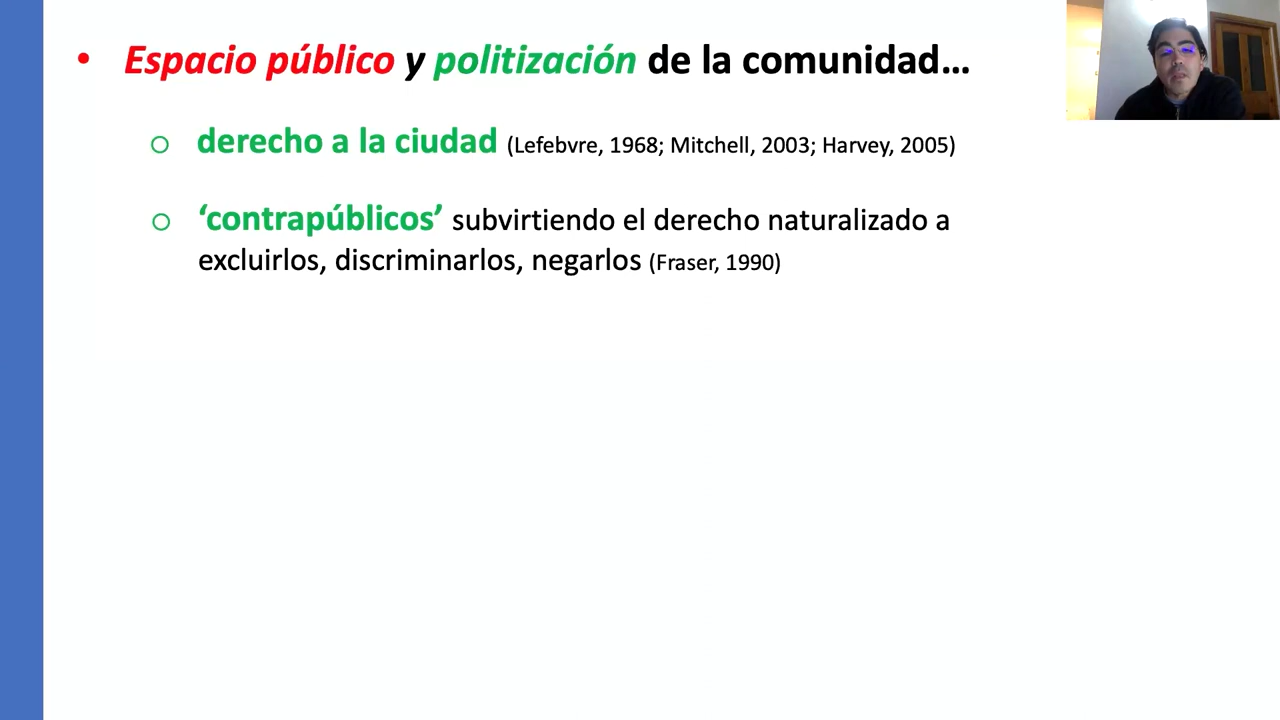 • Espacio público y politización de la comunidad…
o derecho a la ciudad (Lefebvre, 1968; Mitchell, 2003; Harvey, 2005)
o ‘contrapúblicos’ subvirtiendo el derecho naturalizado a
excluirlos, discriminarlos, negarlos (Fraser, 1990)